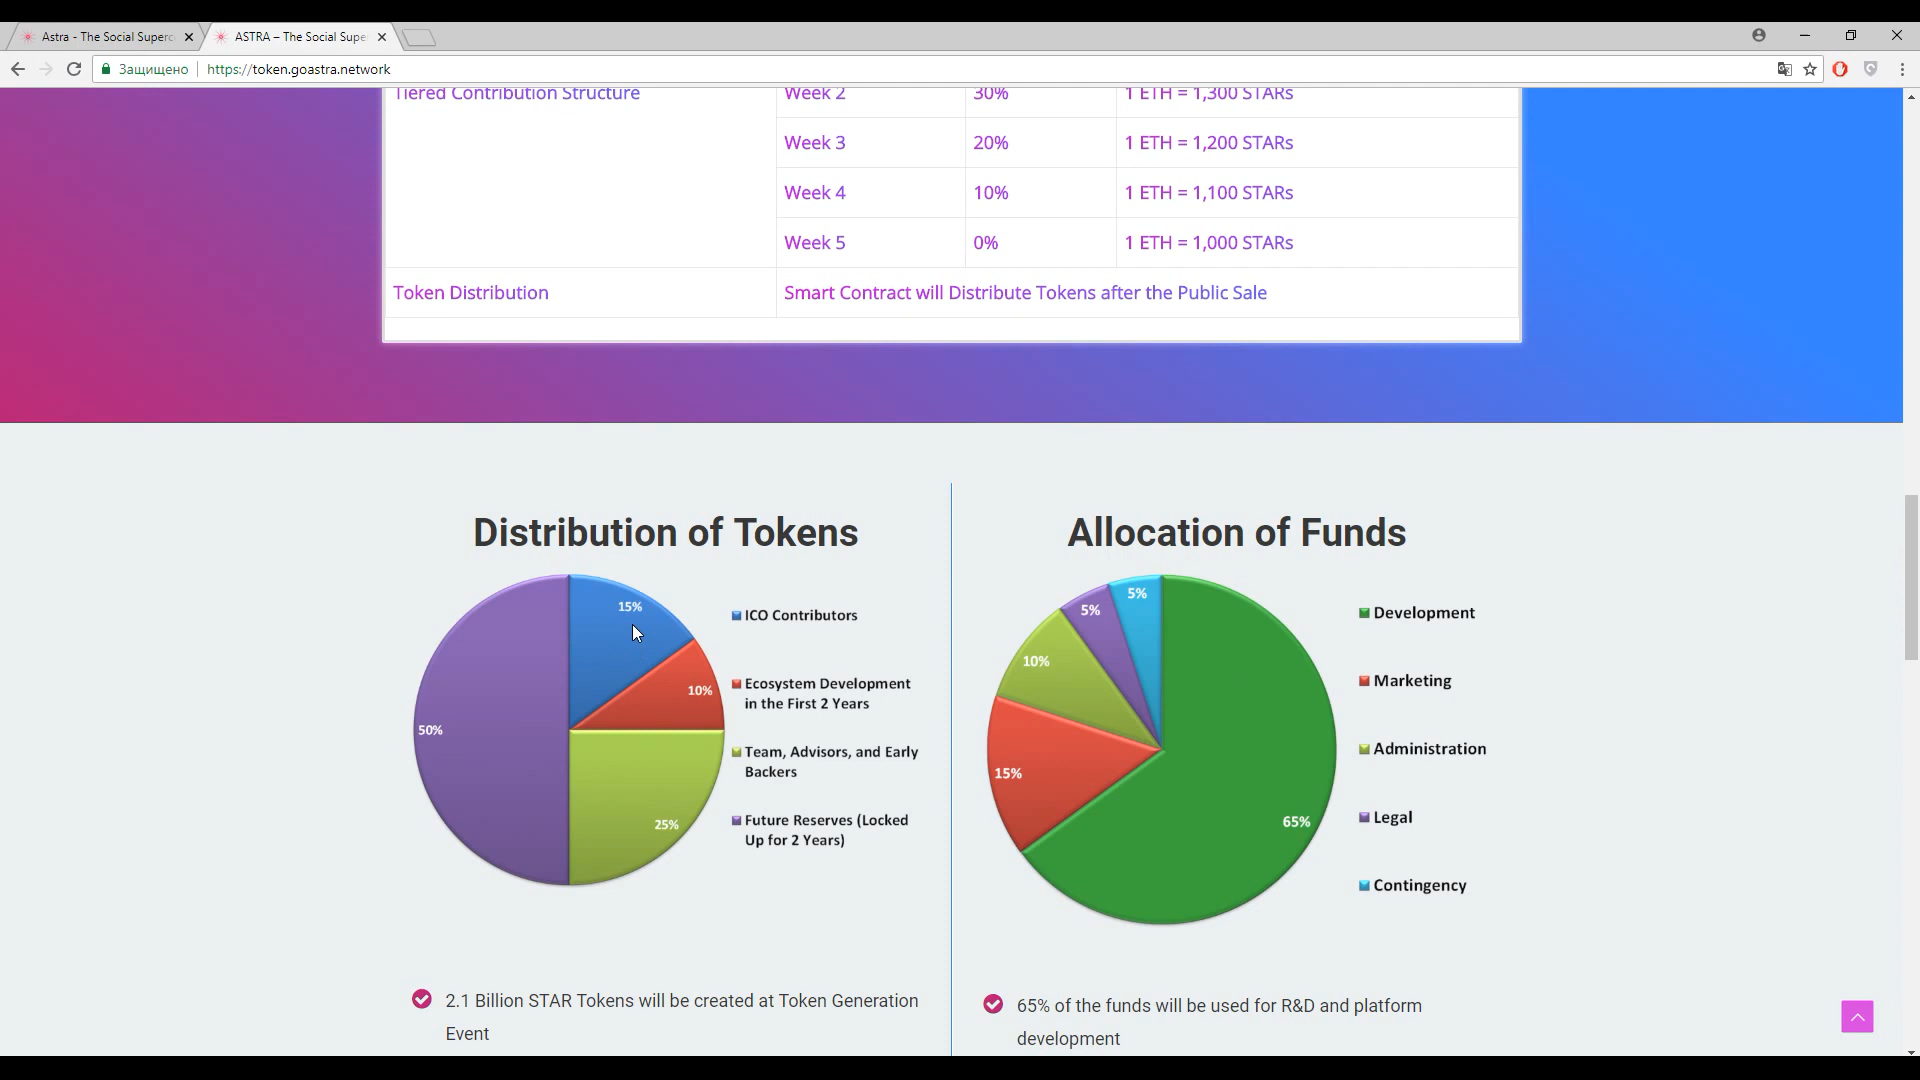 Astra - The Social Superc
ASTRA – The Social Supe
Защищено
https://token.goastra.network
Tiered Contribution Structure
Week 2
30%
1 ETH = 1,300 STARs
Week 3
20%
1 ETH = 1,200 STARs
Week 4
10%
1 ETH = 1,100 STARs
Week 5
0%
1 ETH = 1,000 STARs
Token Distribution
Smart Contract will Distribute Tokens after the Public Sale
Distribution of Tokens
15%
10%
50%
25%
ICO Contributors
Ecosystem Development
in the First 2 Years
Team, Advisors, and Early
Backers
Future Reserves (Locked
Up for 2 Years)
2.1 Billion STAR Tokens will be created at Token Generation
Event
Allocation of Funds
5%
5%
10%
15%
65%
Development
Marketing
Administration
Legal
Contingency
65% of the funds will be used for R&D and platform
development